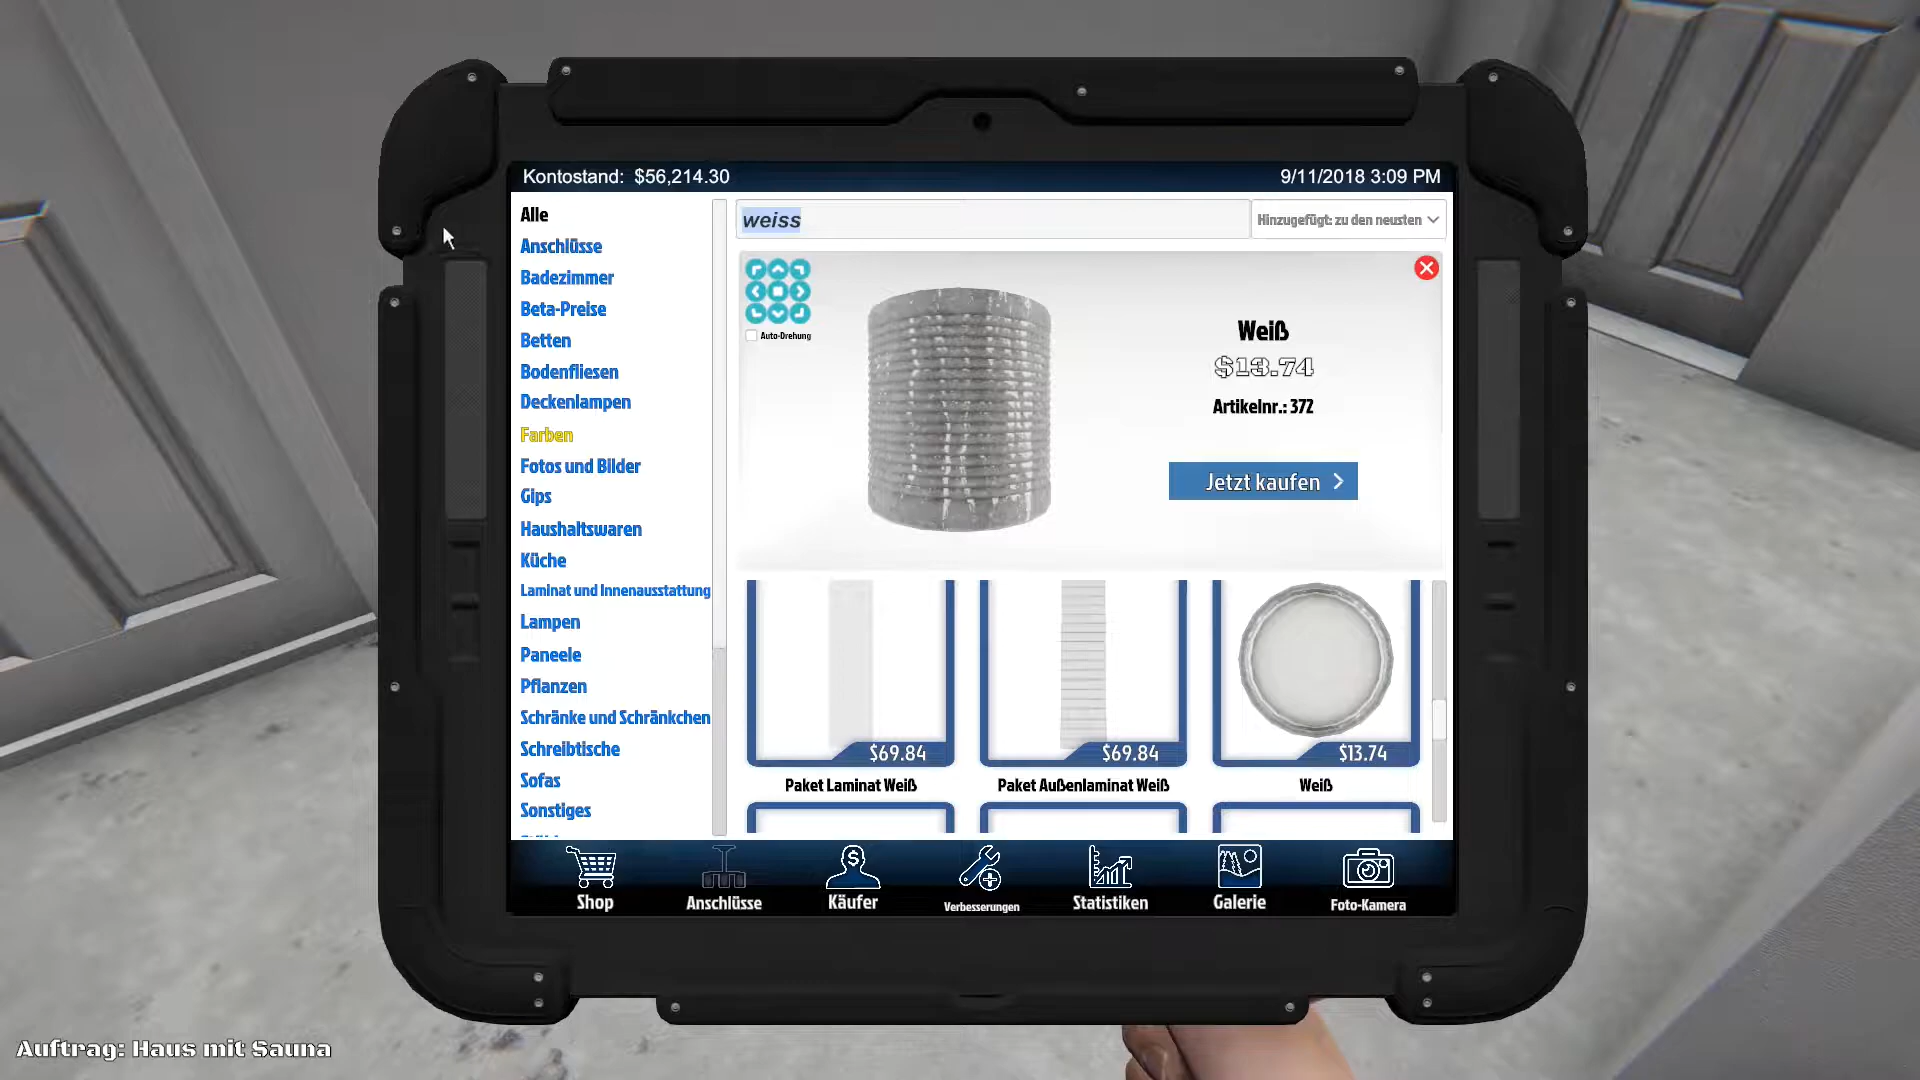 Kontostand: $56,214.30
9/11/2018 3:09 PM
Alle
Anschlüsse
Badezimmer
Beta-Preise
Betten
Bodenfliesen
Deckenlampen
Farben
Fotos und Bilder
Gips
Haushaltswaren
Küche
Laminat und Innenausstattung
Lampen
Paneele
Pflanzen
Schränke und Schränkchen
Schreibtische
Sofas
Sonstiges
weiss
Hinzugefügt: zu den neusten
Auto-Drehung
Weiß
$13.74
Artikelnr.: 372
Jetzt kaufen
$69.84
$69.84
$13.74
Paket Laminat Weiß
Paket Außenlaminat Weiß
Weiß
Shop
Anschlüsse
Käufer
Verbesserungen
Statistiken
Galerie
Foto-Kamera
Auftrag: Haus mit Sauna